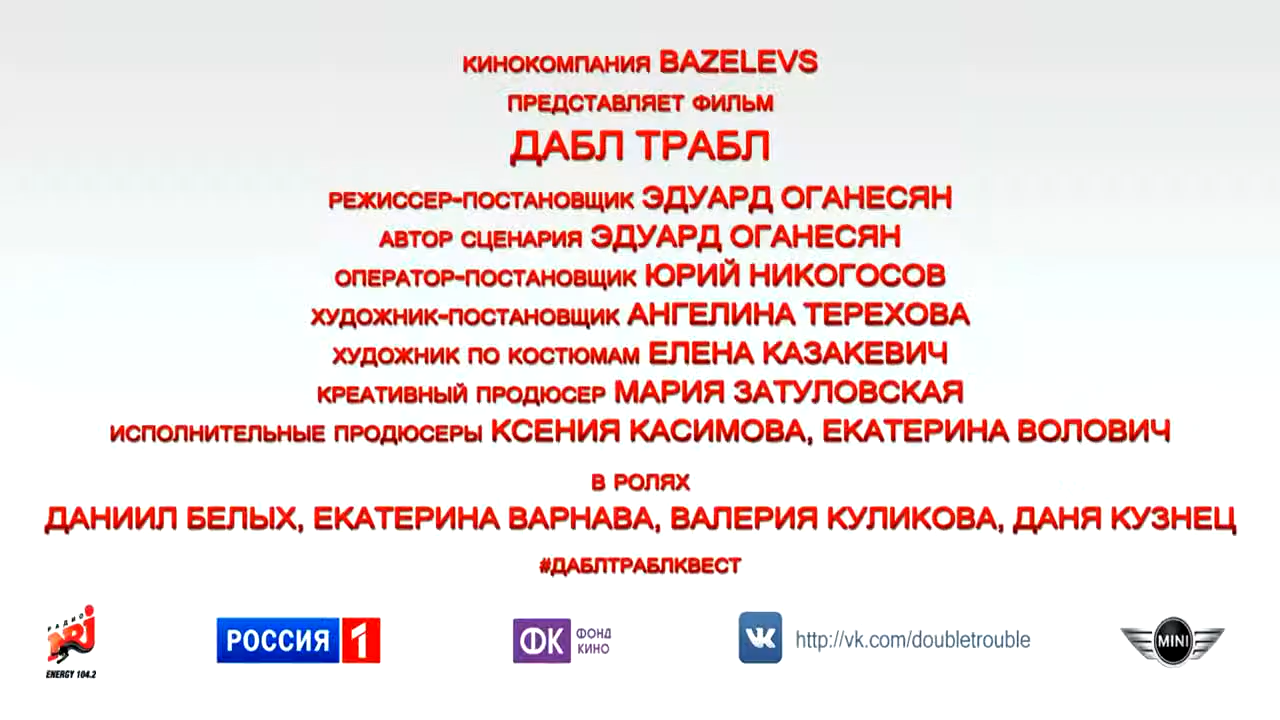 КИНОКОМПАНИЯ BAZELEVS
ПРЕДСТАВЛЯЕТ ФИЛЬМ
ДАБЛ ТРАБЛ
РЕЖИССЕР-ПОСТАНОВЩИК ЭДУАРД ОГАНЕСЯН
АВТОР СЦЕНАРИЯ ЭДУАРД ОГАНЕСЯН
ОПЕРАТОР-ПОСТАНОВЩИК ЮРИЙ НИКОГОСОВ
ХУДОЖНИК-ПОСТАНОВЩИК АНГЕЛИНА ТЕРЕХОВА
ХУДОЖНИК ПО КОСТЮМАМ ЕЛЕНА КАЗАКЕВИЧ
КРЕАТИВНЫЙ ПРОДЮСЕР МАРИЯ ЗАТУЛОВСКАЯ
ИСПОЛНИТЕЛЬНЫЕ ПРОДЮСЕРЫ КСЕНИЯ КАСИМОВА, ЕКАТЕРИНА ВОЛОВИЧ
В РОЛЯХ
ДАНИИЛ БЕЛЫХ, ЕКАТЕРИНА ВАРНАВА, ВАЛЕРИЯ КУЛИКОВА, ДАНЯ КУЗНЕЦ
#ДАБЛТРАБЛКВЕСТ
РАДИО
NRJ
ENERGY 104.2
РОССИЯ 1
ФК ФОНД
КИНО
http://vk.com/doubletrouble
MINI